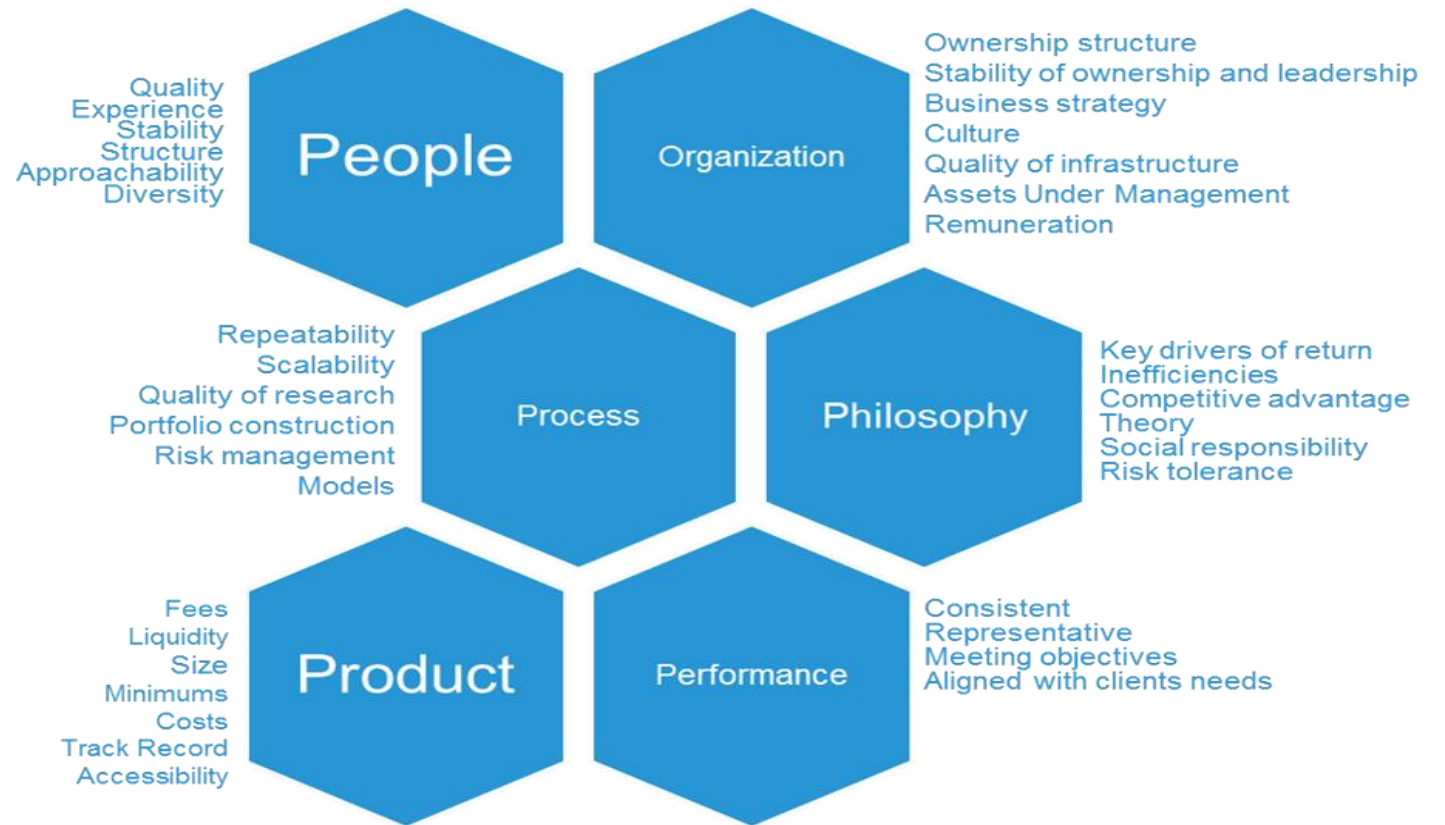 Quality
Experience
Stability
Structure
Approachability
Diversity
People
Organization
Ownership structure
Stability of ownership and leadership
Business strategy
Culture
Quality of infrastructure
Assets Under Management
Remuneration
Repeatability
Scalability
Quality of research
Portfolio construction
Risk management
Models
Process
Philosophy
Key drivers of return
Inefficiencies
Competitive advantage
Theory
Social responsibility
Risk tolerance
Fees
Liquidity
Size
Minimums
Costs
Track Record
Accessibility
Product
Performance
Consistent
Representative
Meeting objectives
Aligned with clients needs